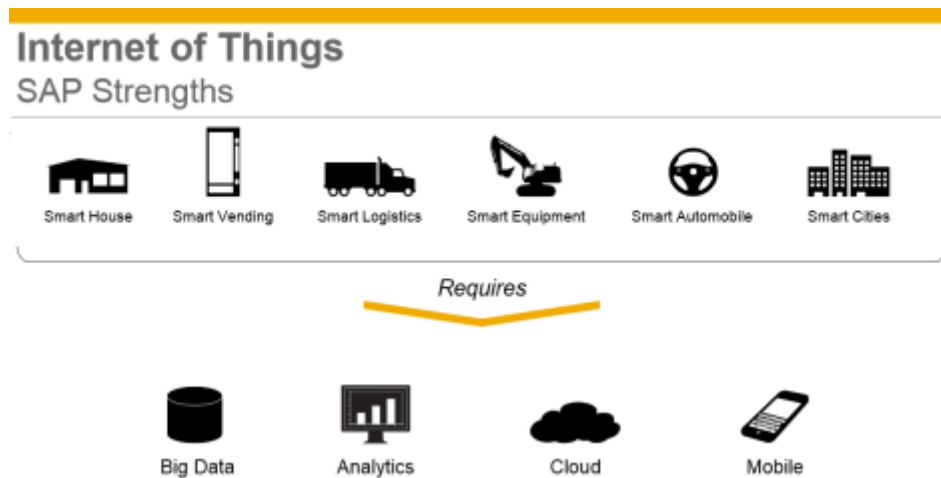 Internet of Things
SAP Strengths
Smart House
Smart Vending
Smart Logistics
Smart Equipment
Smart Automobile
Smart Cities
Requires
Big Data
Analytics
Cloud
Mobile